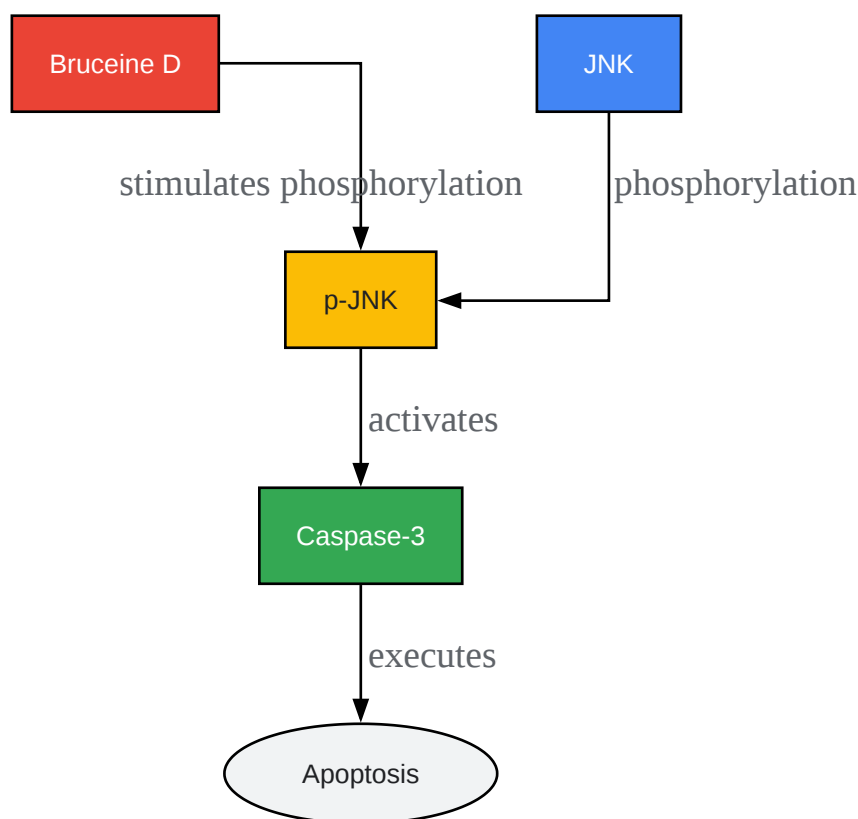 Bruceine D
JNK
stimulates phosphorylation
phosphorylation
p-JNK
activates
Caspase-3
executes
Apoptosis